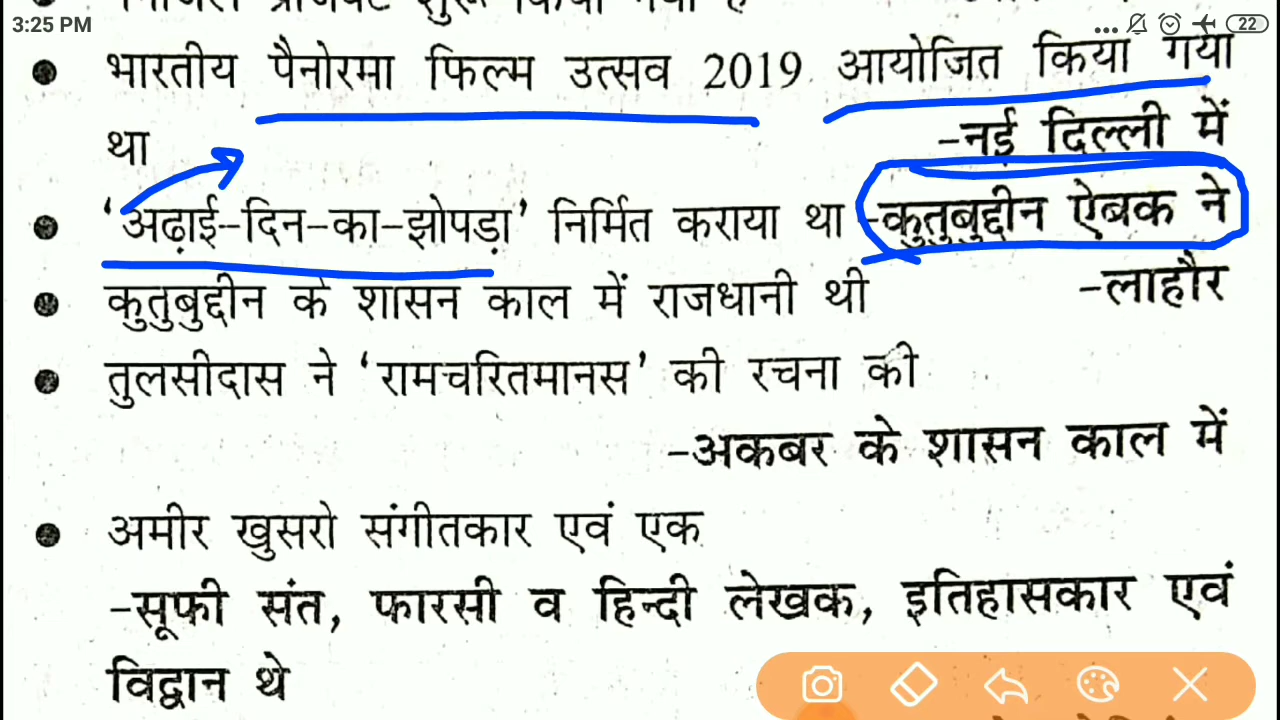 3:25 PM
22
भारतीय पैनोरमा फिल्म उत्सव 2019 आयोजित किया गया
था -नई दिल्ली में
'अढ़ाई-दिन-का-झोपड़ा' निर्मित कराया था -कुतुबुद्दीन ऐबक ने
कुतुबुद्दीन के शासन काल में राजधानी थी -लाहौर
तुलसीदास ने 'रामचरितमानस' की रचना की
-अकबर के शासन काल में
अमीर खुसरो संगीतकार एवं एक
-सूफी संत, फारसी व हिन्दी लेखक, इतिहासकार एवं
विद्वान थे